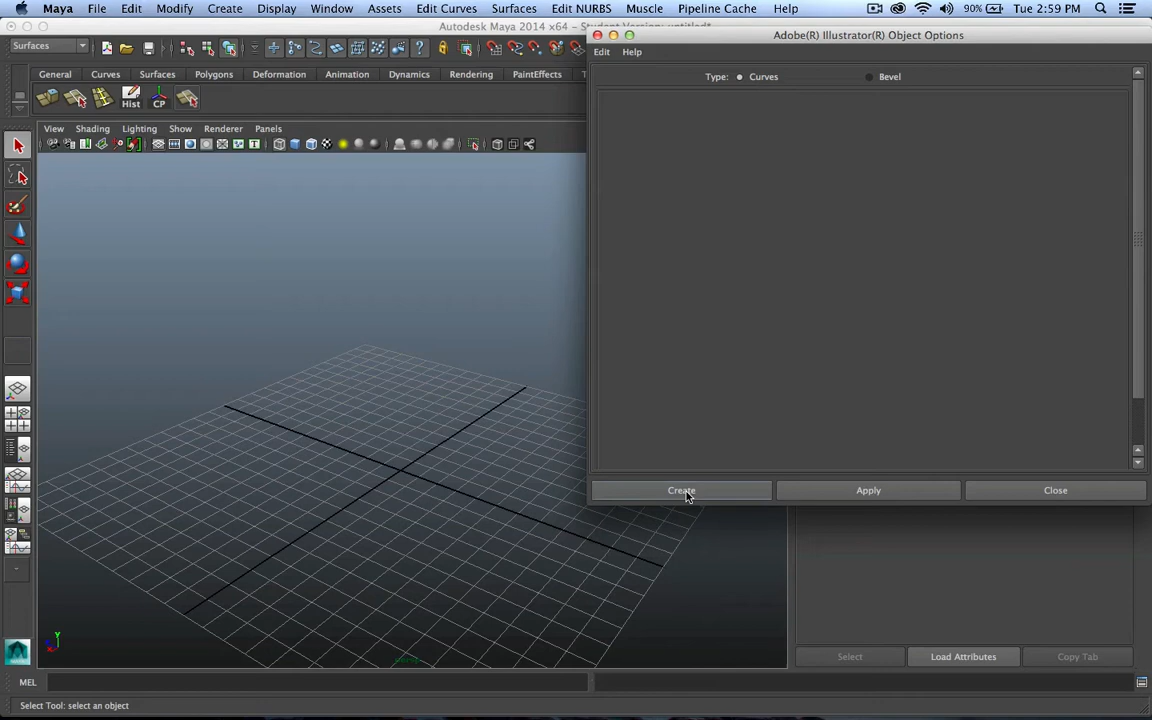 Maya File Edit Modify Create Display Window Assets Edit Curves Surfaces Edit NURBS Muscle Pipeline Cache Help 90% Tue 2:59 PM
Autodesk Maya 2014 x64 - Student Version: untitled*
Adobe(R) Illustrator(R) Object Options
Surfaces
Edit Help
General Curves Surfaces Polygons Deformation Animation Dynamics Rendering PaintEffects T
Type: Curves Bevel
Hist CP
View Shading Lighting Show Renderer Panels
Create Apply Close
Y
persp
Select Load Attributes Copy Tab
MEL
Select Tool: select an object